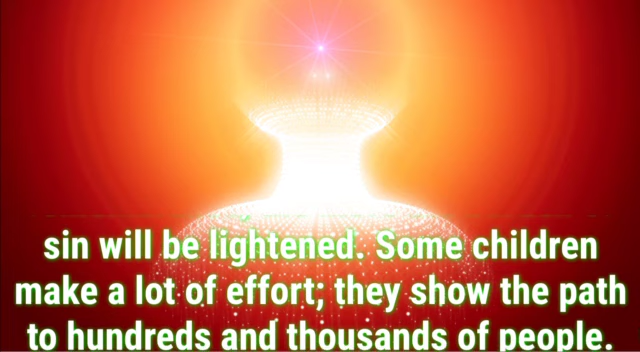 sin will be lightened. Some children
make a lot of effort; they show the path
to hundreds and thousands of people.